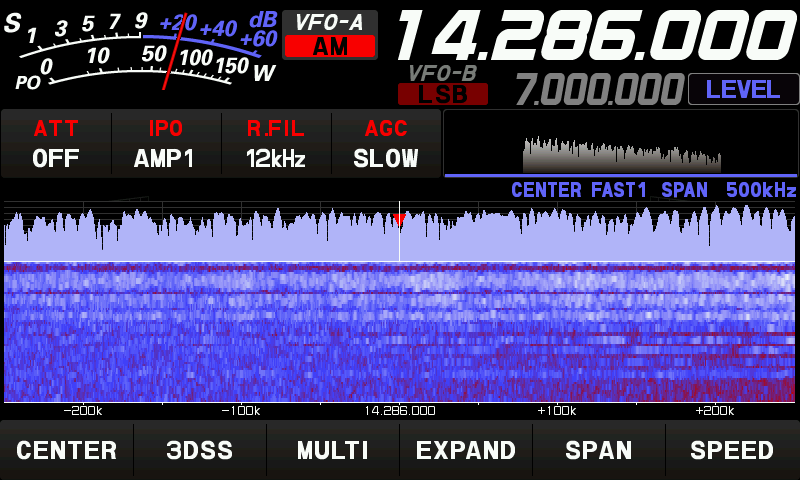 S 1 3 5 7 9 +20 +40 +60 dB
PO 0 10 50 100 150 W
VFO-A
AM
14.286.000
VFO-B
LSB
7.000.000
LEVEL
ATT IPO R.FIL AGC
OFF AMP1 12kHz SLOW
CENTER FAST1 SPAN 500kHz
-200k -100k 14.286.000 +100k +200k
CENTER 3DSS MULTI EXPAND SPAN SPEED